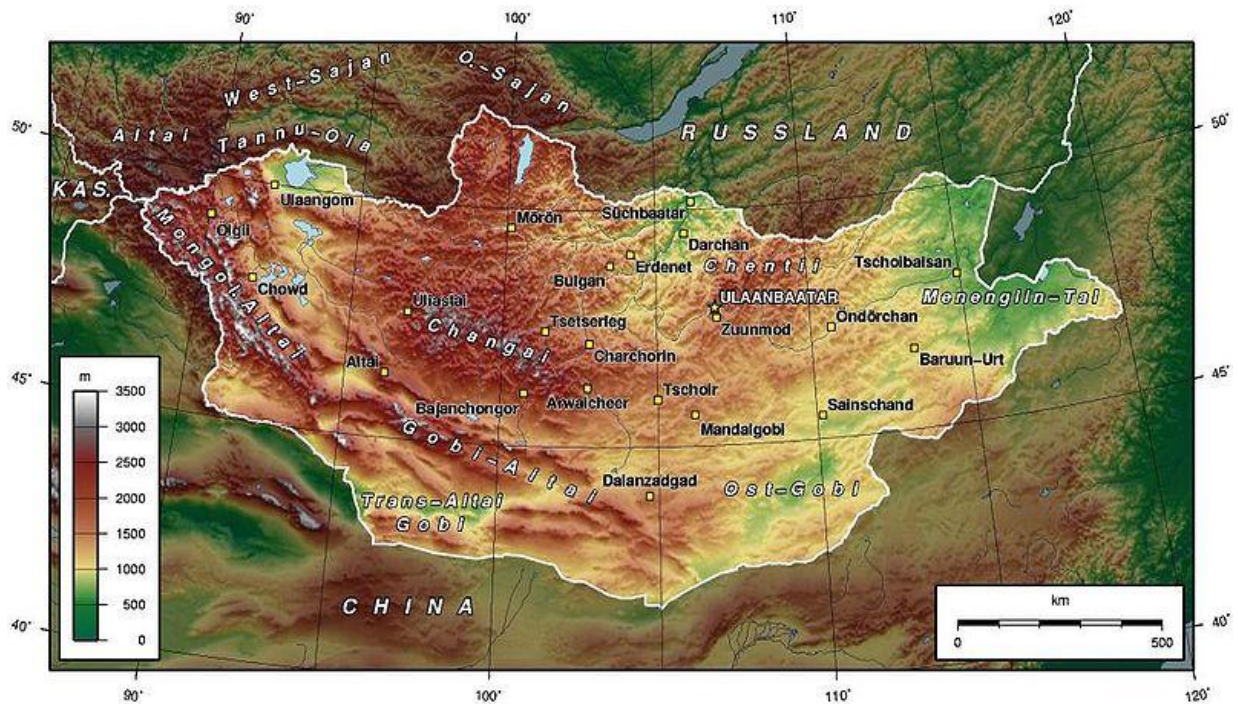 90°
100°
110°
120°
50°
50°
West-Sajan
O.-Sajan
Altai
Tannu-Ola
RUSSLAND
KAS.
Ulaangom
Ölgii
Mörön
Süchbaatar
Darchan
Mongol.Altai
Chowd
Bulgan
Erdenet
Chentii
Tschoibalsan
Menengiin-Tal
Uliastai
Changai
Tsetserleg
ULAANBAATAR
Zuunmod
Öndörchan
Charchorin
Baruun-Urt
45°
45°
Altai
Bajanchongor
Arwaicheer
Tschoir
Mandalgobi
Sainschand
Gobi-Altai
Dalanzadgad
Ost-Gobi
Trans-Altai
Gobi
m
3500
3000
2500
2000
1500
1000
500
0
CHINA
km
0
500
40°
40°
90°
100°
110°
120°